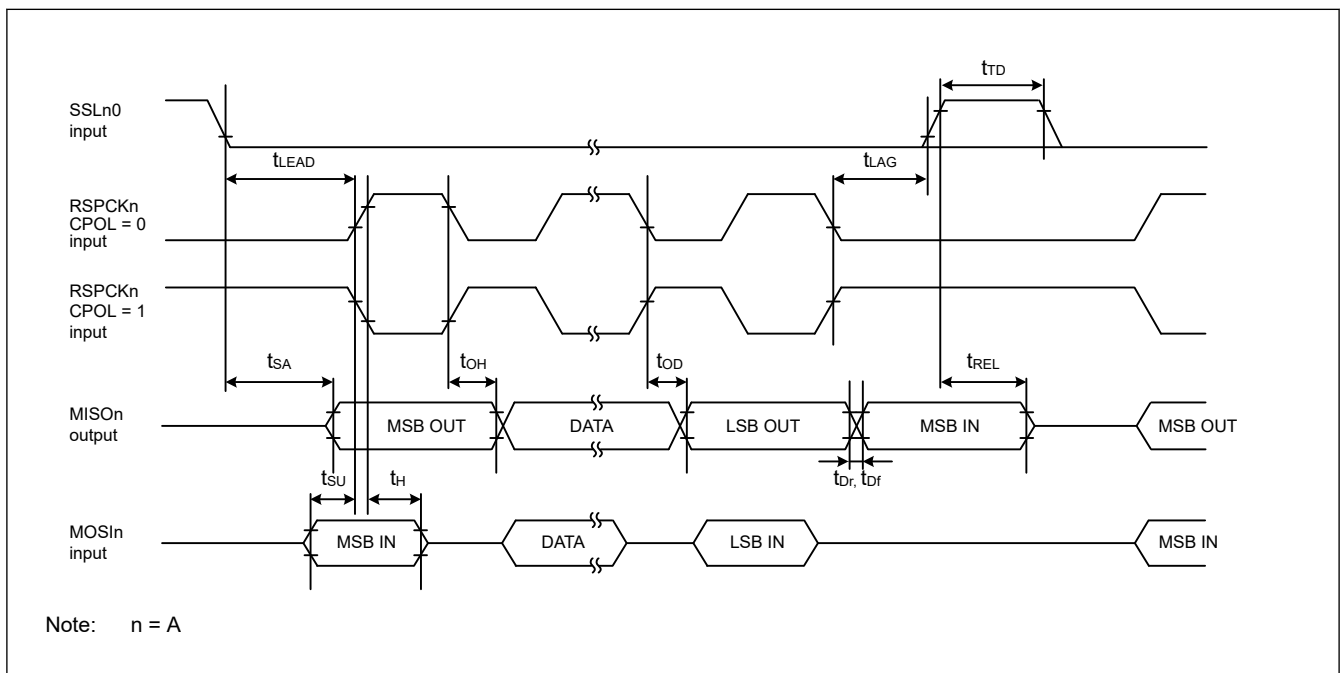 tTD
SSLn0
input
tLEAD
tLAG
RSPCKn
CPOL = 0
input
RSPCKn
CPOL = 1
input
tSA
tOH
tOD
tREL
MISOn
output
MSB OUT
DATA
LSB OUT
MSB IN
MSB OUT
tSU
tH
tDr, tDf
MOSIn
input
MSB IN
DATA
LSB IN
MSB IN
Note: n = A